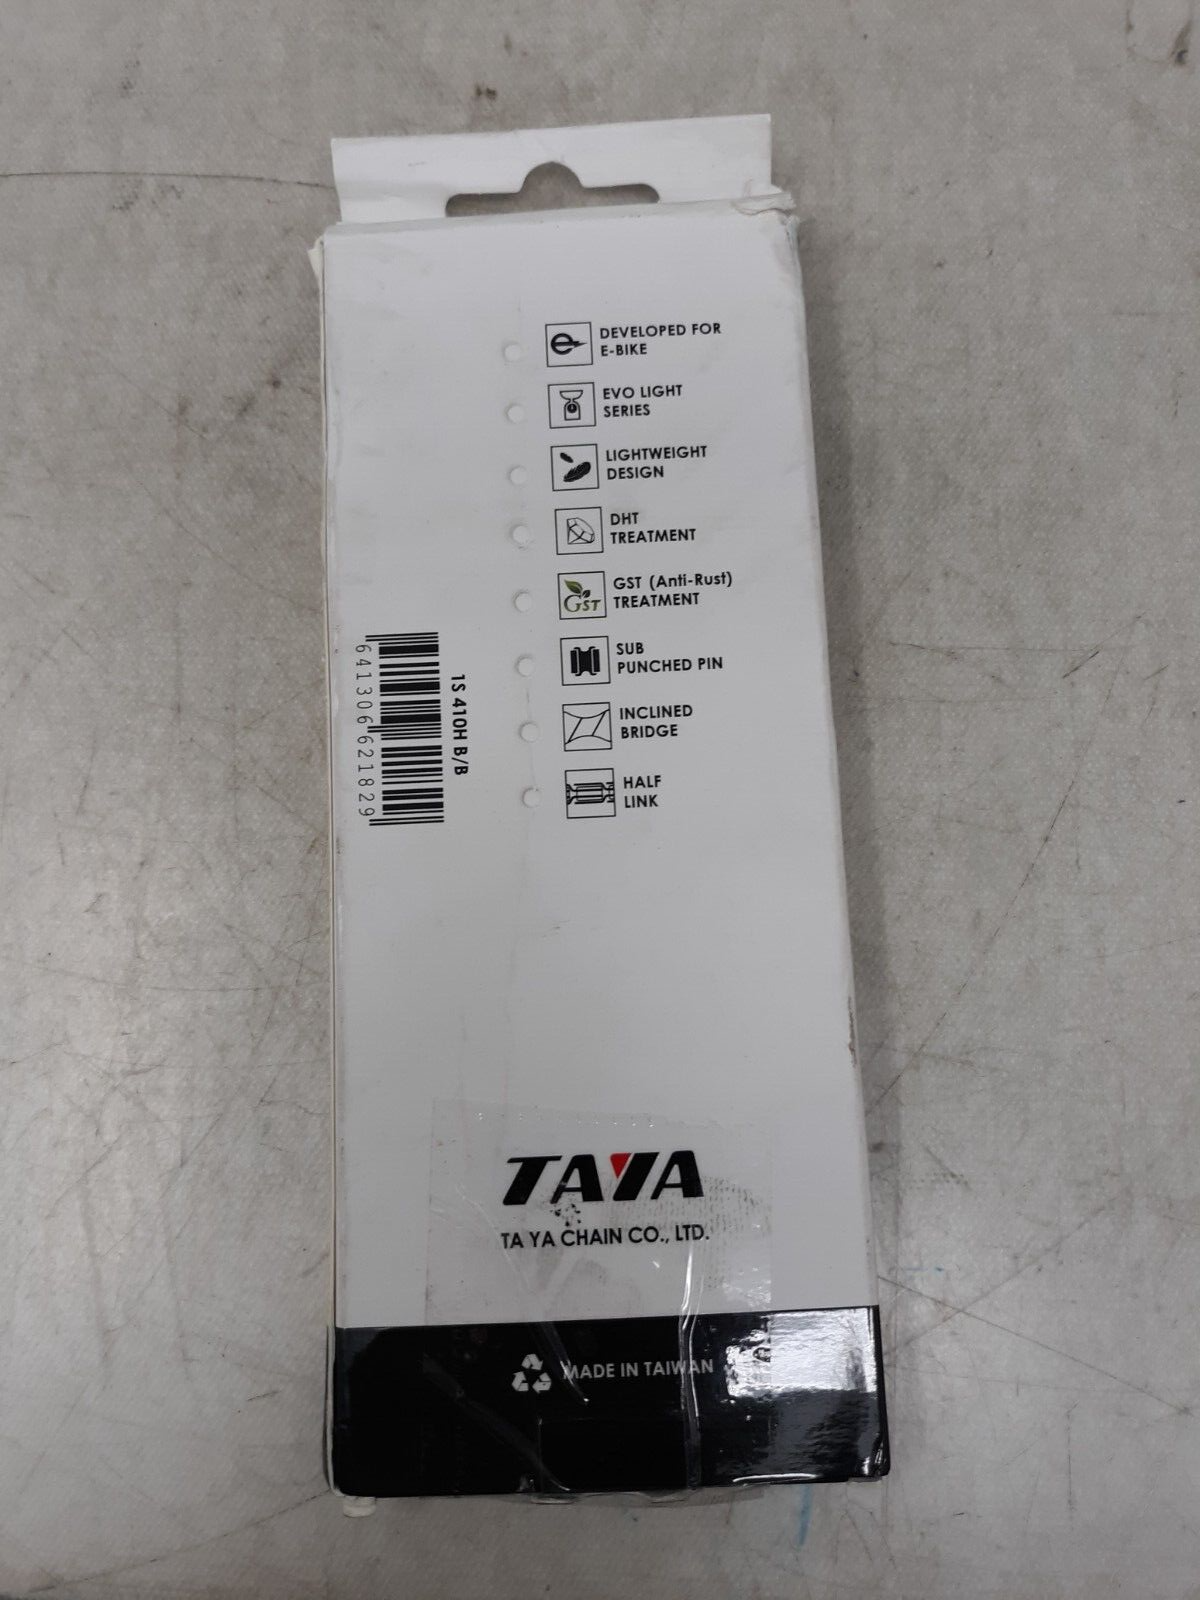 DEVELOPED FOR
E-BIKE
EVO LIGHT
SERIES
LIGHTWEIGHT
DESIGN
DHT
TREATMENT
GST
GST (Anti-Rust)
TREATMENT
SUB
PUNCHED PIN
INCLINED
BRIDGE
HALF
LINK
1S 410H B/B
641306621829
TAYA
TA YA CHAIN CO., LTD.
MADE IN TAIWAN